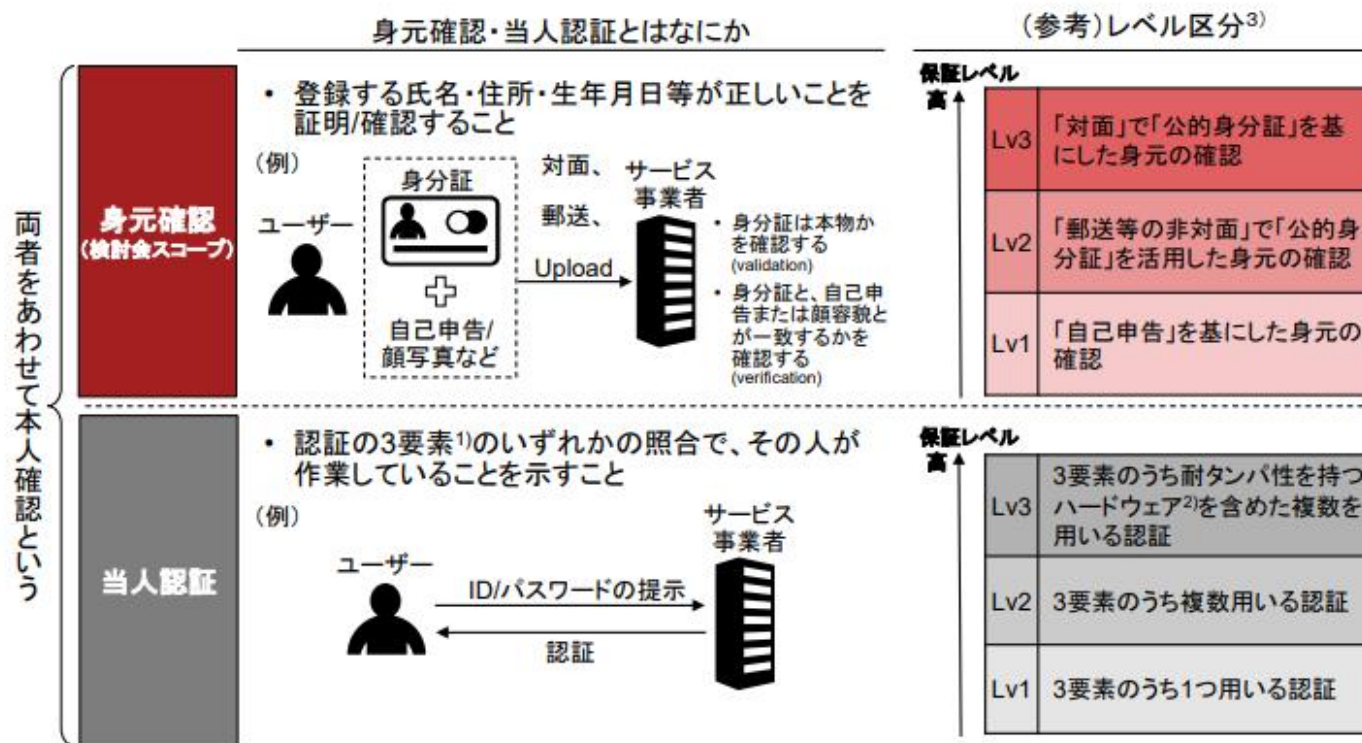 身元確認・当人認証とはなにか
(参考)レベル区分3)
両者をあわせて本人確認という
身元確認
(検討会スコープ)
• 登録する氏名・住所・生年月日等が正しいことを
証明/確認すること
(例)
ユーザー
身分証
自己申告/
顔写真など
対面、
郵送、
Upload
サービス
事業者
• 身分証は本物か
を確認する
(validation)
• 身分証と、自己申
告または顔容貌と
が一致するかを
確認する
(verification)
保証レベル
高
Lv3
「対面」で「公的身分証」を基
にした身元の確認
Lv2
「郵送等の非対面」で「公的身
分証」を活用した身元の確認
Lv1
「自己申告」を基にした身元の
確認
当人認証
• 認証の3要素1)のいずれかの照合で、その人が
作業していることを示すこと
(例)
ユーザー
ID/パスワードの提示
認証
サービス
事業者
保証レベル
高
Lv3
3要素のうち耐タンパ性を持つ
ハードウェア2)を含めた複数を
用いる認証
Lv2
3要素のうち複数用いる認証
Lv1
3要素のうち1つ用いる認証